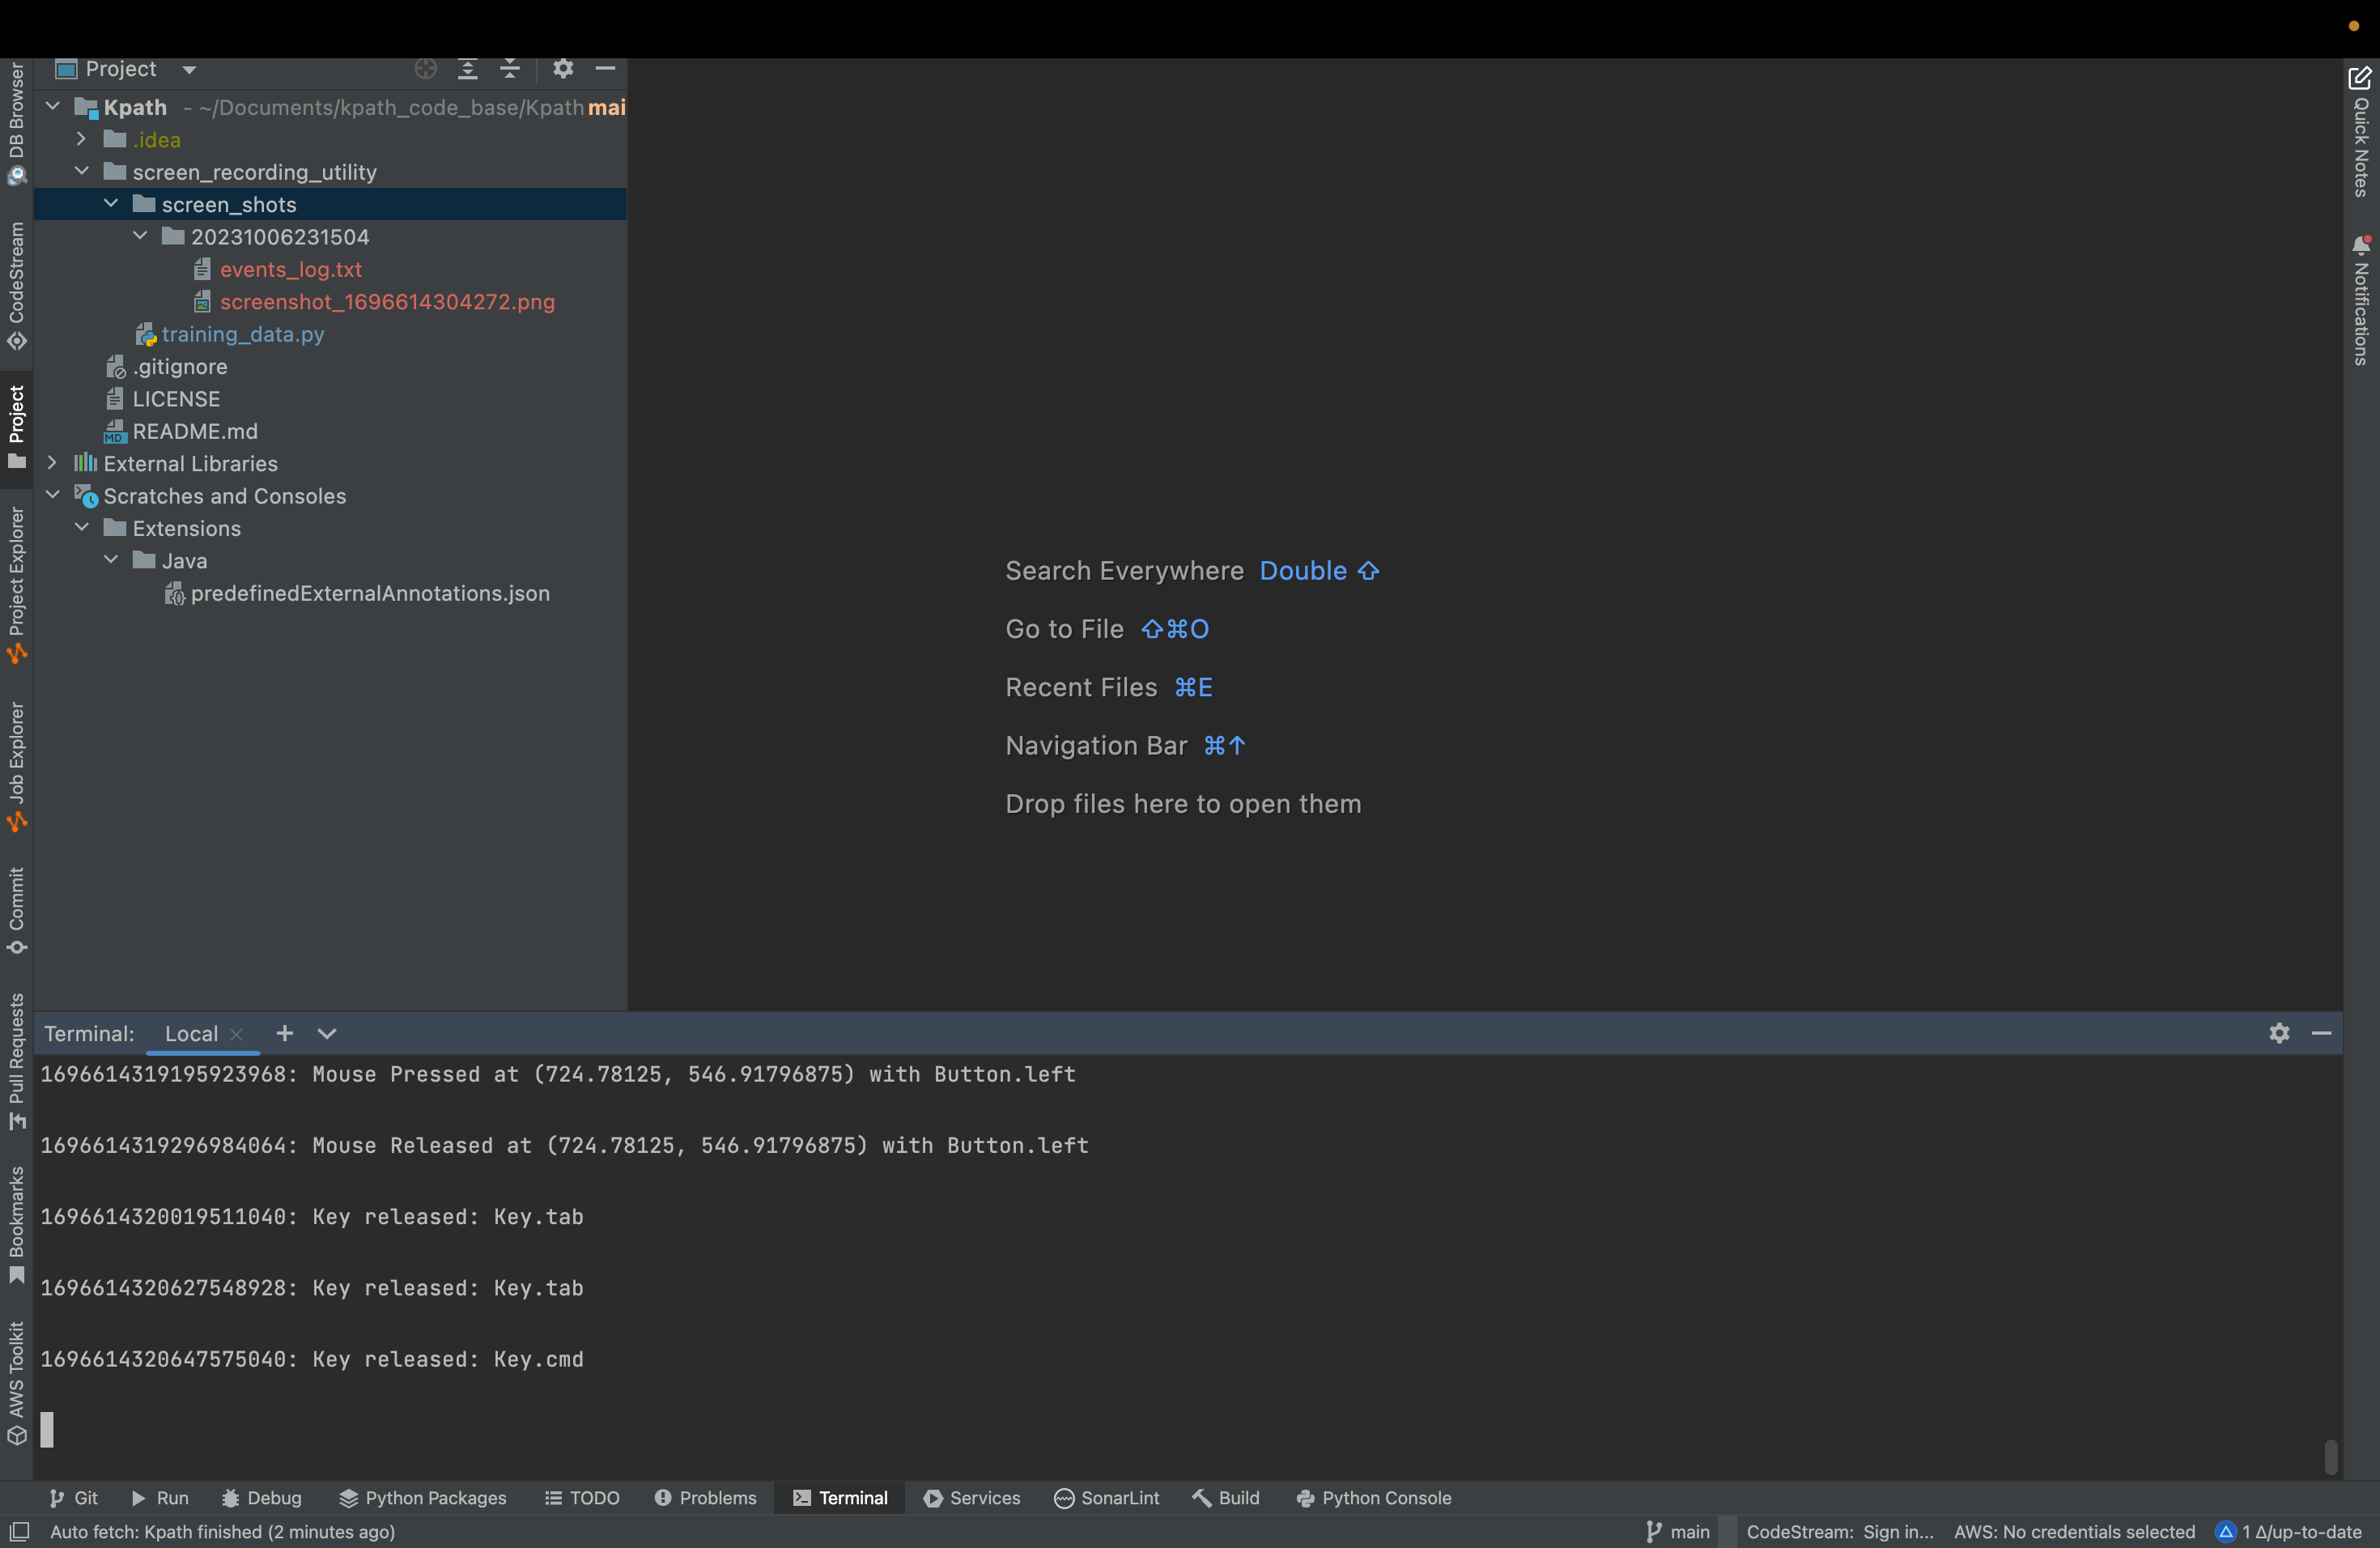 Project
Kpath - ~/Documents/kpath_code_base/Kpath mai
.idea
screen_recording_utility
screen_shots
20231006231504
events_log.txt
screenshot_1696614304272.png
training_data.py
.gitignore
LICENSE
README.md
External Libraries
Scratches and Consoles
Extensions
Java
predefinedExternalAnnotations.json
DB Browser
CodeStream
Project
Project Explorer
Job Explorer
Commit
Pull Requests
Bookmarks
AWS Toolkit
Search Everywhere Double ⇧
Go to File ⇧⌘O
Recent Files ⌘E
Navigation Bar ⌘↑
Drop files here to open them
Quick Notes
Notifications
Terminal: Local
1696614319195923968: Mouse Pressed at (724.78125, 546.91796875) with Button.left
1696614319296984064: Mouse Released at (724.78125, 546.91796875) with Button.left
1696614320019511040: Key released: Key.tab
1696614320627548928: Key released: Key.tab
1696614320647575040: Key released: Key.cmd
Git Run Debug Python Packages TODO Problems Terminal Services SonarLint Build Python Console
Auto fetch: Kpath finished (2 minutes ago) main CodeStream: Sign in... AWS: No credentials selected 1 Δ/up-to-date